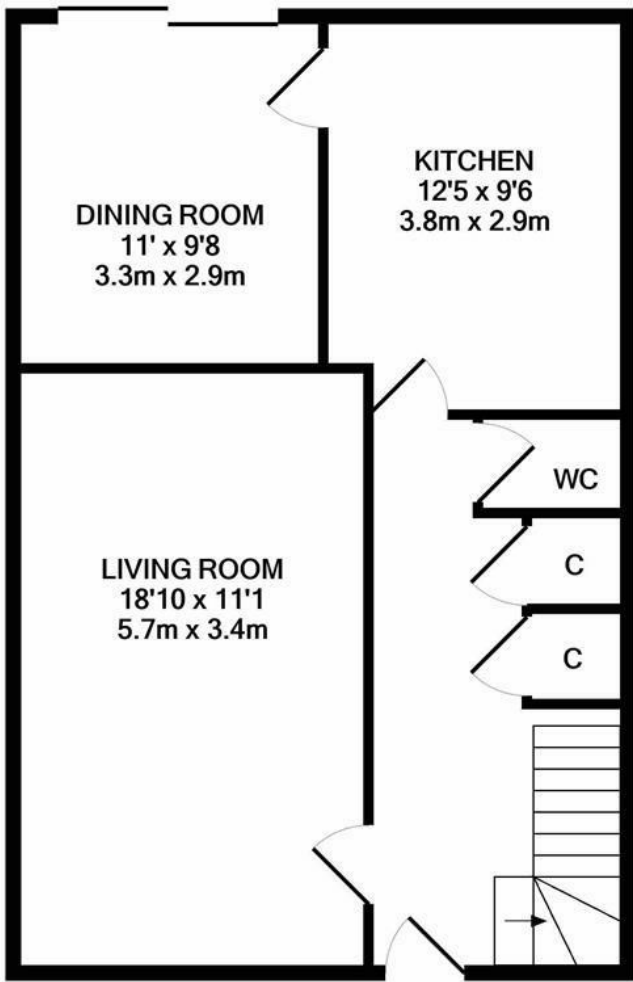 KITCHEN
12'5 x 9'6
3.8m x 2.9m
DINING ROOM
11' x 9'8
3.3m x 2.9m
WC
C
LIVING ROOM
18'10 x 11'1
5.7m x 3.4m
C